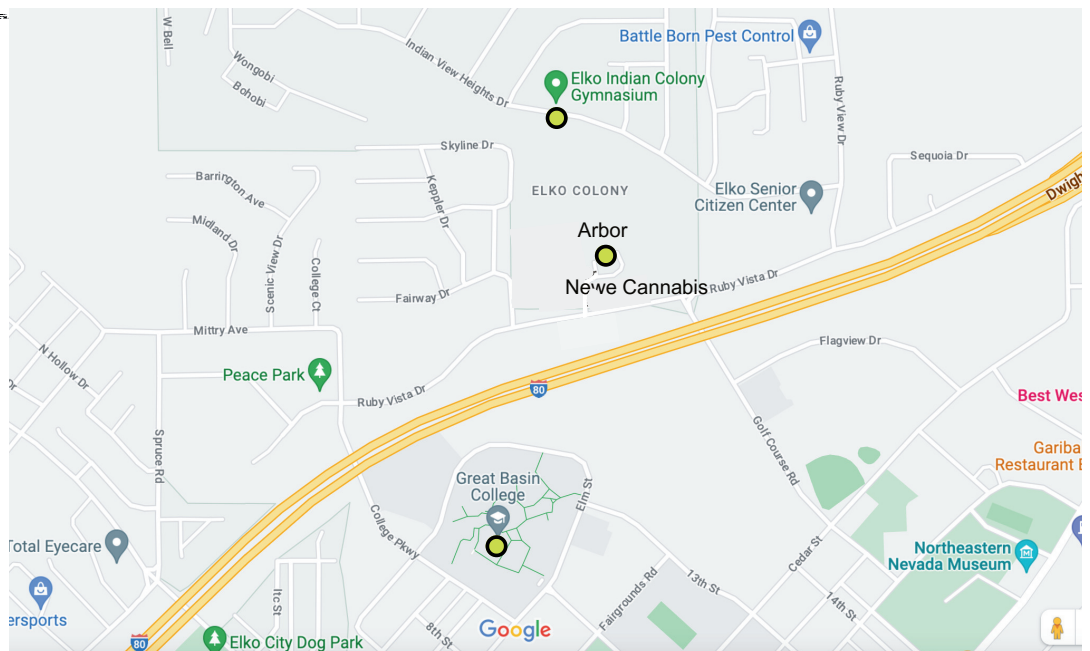 W Bell
Wongobi
Bohobi
Indian View Heights Dr
Battle Born Pest Control
Elko Indian Colony
Gymnasium
Ruby View Dr
Skyline Dr
Sequoia Dr
Barrington Ave
Keppler Dr
ELKO COLONY
Elko Senior
Citizen Center
Dwigh
Midland Dr
Arbor
Scenic View Dr
College Ct
Newe Cannabis
Ruby Vista Dr
Fairway Dr
Mittry Ave
Flagview Dr
N Hollow Dr
Dr
Peace Park
80
Ruby Vista Dr
Best Wes
Spruce Rd
Golf Course Rd
Gariba
Restaurant B
Great Basin
College
Elm St
College Pkwy
Total Eyecare
Cedar St
Northeastern
Nevada Museum
13th St
Fairgrounds Rd
14th St
Itc St
ersports
80
Elko City Dog Park
8th St
Google